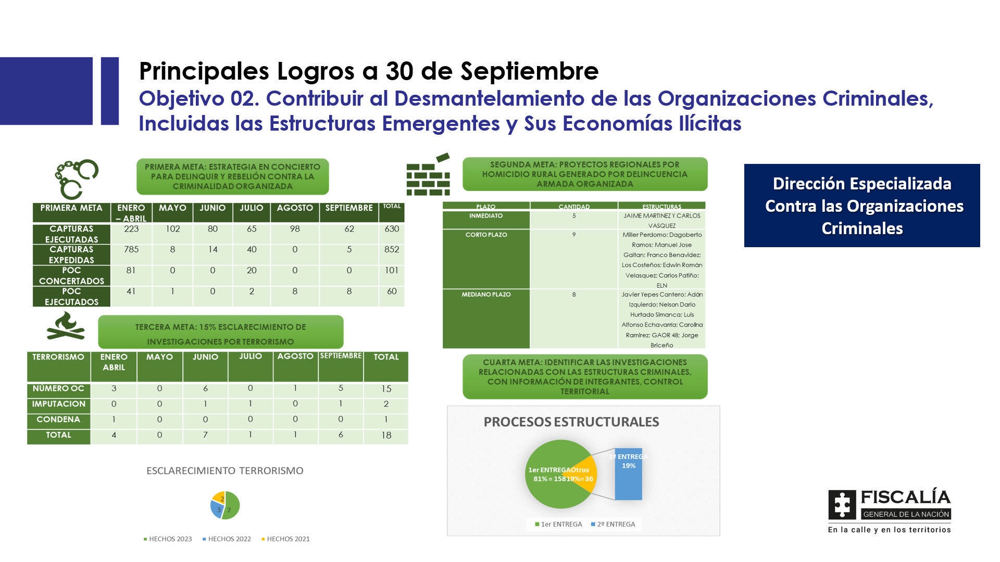 Principales Logros a 30 de Septiembre
Objetivo 02. Contribuir al Desmantelamiento de las Organizaciones Criminales,
Incluidas las Estructuras Emergentes y Sus Economías Ilícitas
PRIMERA META: ESTRATEGIA EN CONCIERTO
PARA DELINQUIR Y REBELIÓN CONTRA LA
CRIMINALIDAD ORGANIZADA
PRIMERA META ENERO – ABRIL MAYO JUNIO JULIO AGOSTO SEPTIEMBRE TOTAL
CAPTURAS EJECUTADAS 223 102 80 65 98 62 630
CAPTURAS EXPEDIDAS 785 8 14 40 0 5 852
POC CONCERTADOS 81 0 0 20 0 0 101
POC EJECUTADOS 41 1 0 2 8 8 60
TERCERA META: 15% ESCLARECIMIENTO DE
INVESTIGACIONES POR TERRORISMO
TERRORISMO ENERO ABRIL MAYO JUNIO JULIO AGOSTO SEPTIEMBRE TOTAL
NÚMERO OC 3 0 6 0 1 5 15
IMPUTACION 0 0 1 1 0 1 2
CONDENA 1 0 0 0 0 0 1
TOTAL 4 0 7 1 1 6 18
ESCLARECIMIENTO TERRORISMO
2
3 7
HECHOS 2023 HECHOS 2022 HECHOS 2021
SEGUNDA META: PROYECTOS REGIONALES POR
HOMICIDIO RURAL GENERADO POR DELINCUENCIA
ARMADA ORGANIZADA
PLAZO CANTIDAD ESTRUCTURAS
INMEDIATO 5 JAIME MARTINEZ Y CARLOS
VASQUEZ
CORTO PLAZO 9 Miller Perdomo; Dagoberto
Ramos; Manuel Jose
Gaitan; Franco Benavidez;
Los Costeños; Edwin Román
Velasquez; Carlos Patiño;
ELN
MEDIANO PLAZO 8 Javier Yepes Cantero; Adán
Izquierdo; Nelson Dario
Hurtado Simanca; Luis
Alfonso Echavarría; Carolina
Ramirez; GAOR 48; Jorge
Briceño
CUARTA META: IDENTIFICAR LAS INVESTIGACIONES
RELACIONADAS CON LAS ESTRUCTURAS CRIMINALES,
CON INFORMACIÓN DE INTEGRANTES, CONTROL
TERRITORIAL
PROCESOS ESTRUCTURALES
1er ENTREGA
81% = 158
Otros
19%= 36
2º ENTREGA
19%
1er ENTREGA 2º ENTREGA
Dirección Especializada
Contra las Organizaciones
Criminales
FISCALÍA
GENERAL DE LA NACIÓN
En la calle y en los territorios